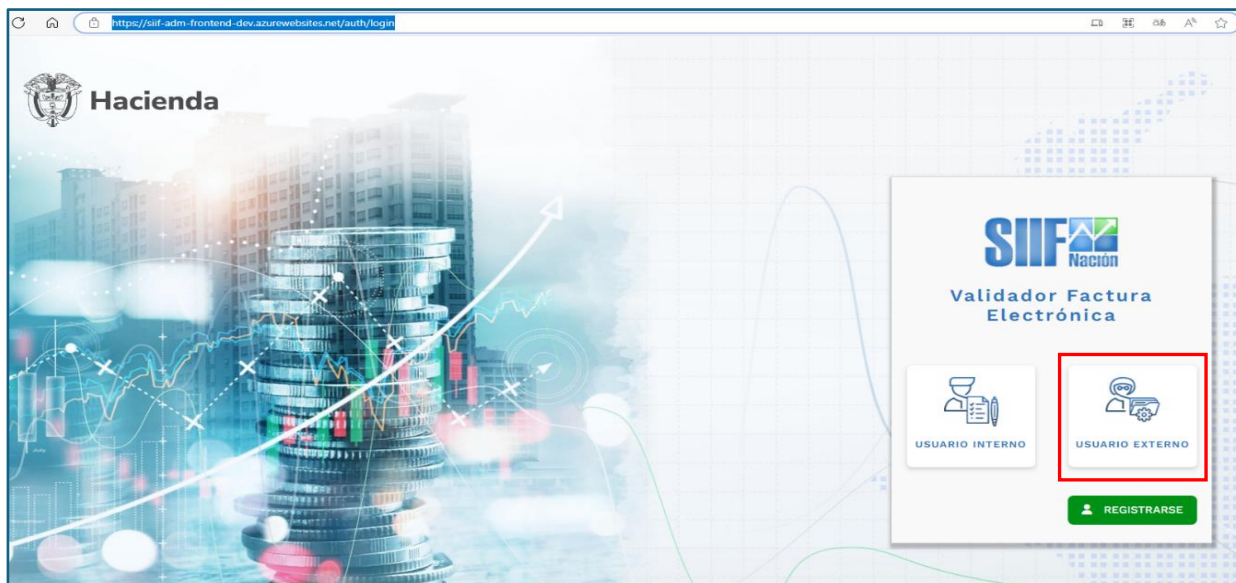 https://siif-adm-frontend-dev.azurewebsites.net/auth/login
Hacienda
SIIF
Nación
Validador Factura
Electrónica
USUARIO INTERNO
USUARIO EXTERNO
REGISTRARSE